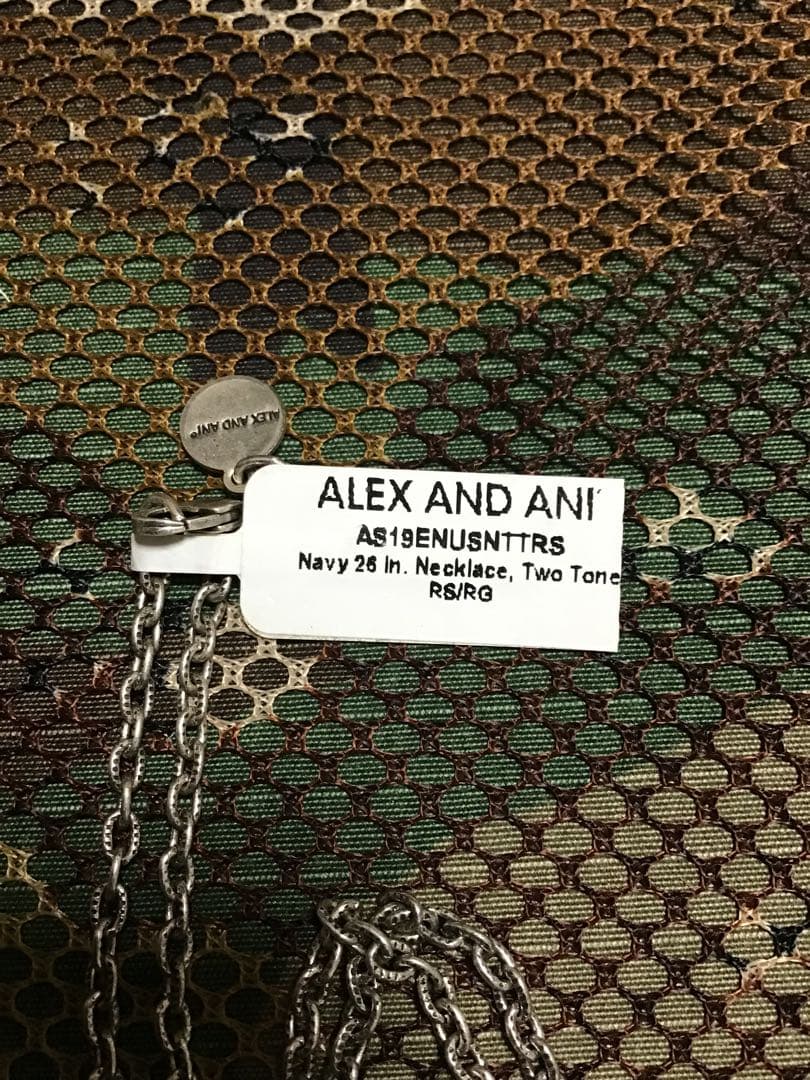 ALEX AND ANI®
ALEX AND ANI
AS19ENUSNTTRS
Navy 26 In. Necklace, Two Tone
RS/RG